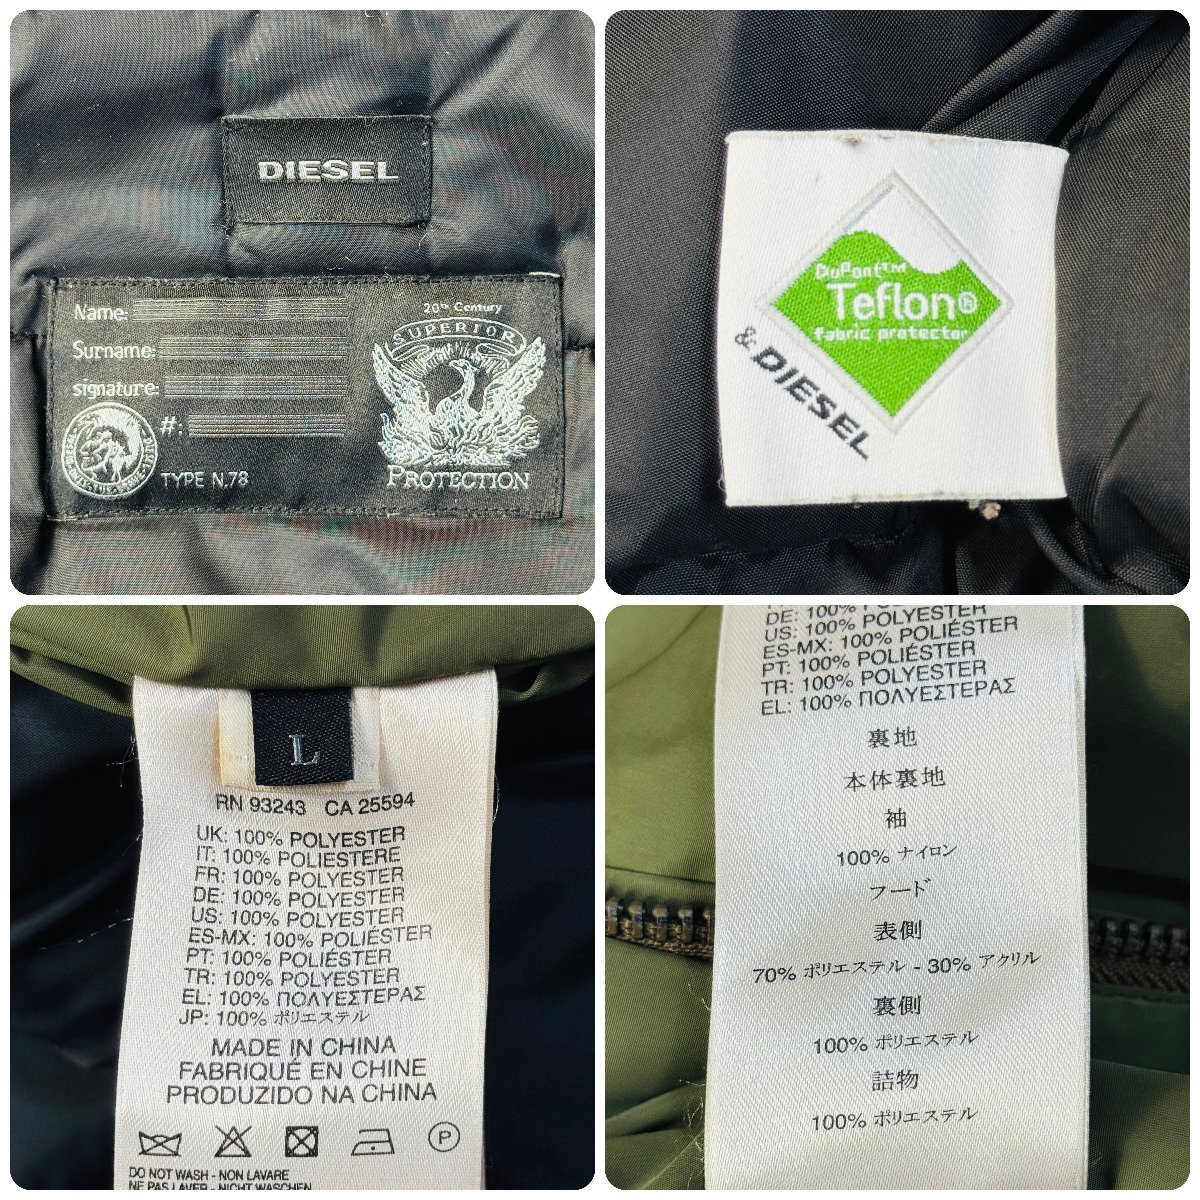 DIESEL
Name:
Surname:
signature:
#:
TYPE N.78
20th Century
SUPERIOR
PROTECTION
DuPont™
Teflon®
fabric protector
& DIESEL
L
RN 93243 CA 25594
UK: 100% POLYESTER
IT: 100% POLIESTERE
FR: 100% POLYESTER
DE: 100% POLYESTER
US: 100% POLYESTER
ES-MX: 100% POLIÉSTER
PT: 100% POLIÉSTER
TR: 100% POLYESTER
EL: 100% ΠΟΛΥΕΣΤΕΡΑΣ
JP: 100% ポリエステル
MADE IN CHINA
FABRIQUÉ EN CHINE
PRODUZIDO NA CHINA
P
DO NOT WASH - NON LAVARE
NE PAS LAVER - NICHT WASCHEN
DE: 100% POLYESTER
US: 100% POLYESTER
ES-MX: 100% POLIÉSTER
PT: 100% POLIÉSTER
TR: 100% POLYESTER
EL: 100% ΠΟΛΥΕΣΤΕΡΑΣ
裏地
本体裏地
袖
100% ナイロン
フード
表側
70% ポリエステル - 30% アクリル
裏側
100% ポリエステル
詰物
100% ポリエステル